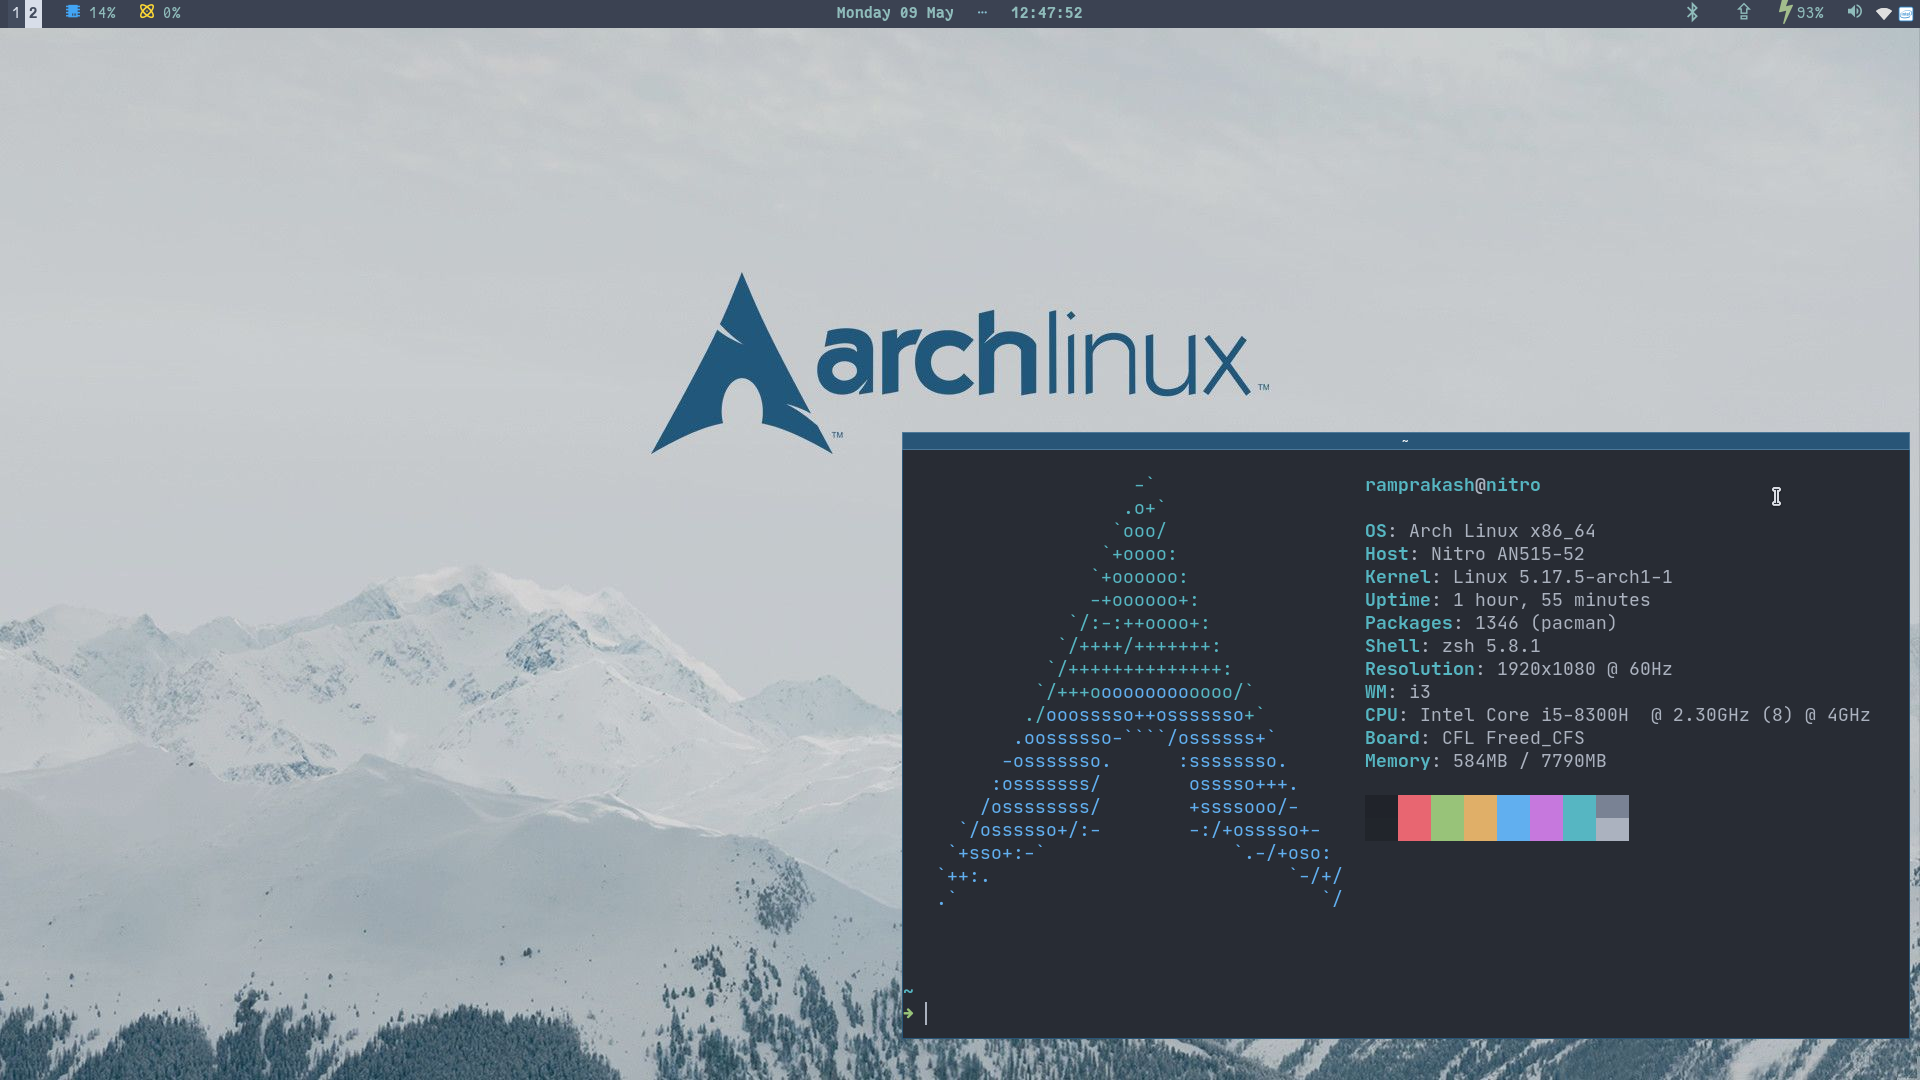 1 2 14% 0% Monday 09 May ··· 12:47:52 93%
archlinux™
™
~
ramprakash@nitro
OS: Arch Linux x86_64
Host: Nitro AN515-52
Kernel: Linux 5.17.5-arch1-1
Uptime: 1 hour, 55 minutes
Packages: 1346 (pacman)
Shell: zsh 5.8.1
Resolution: 1920x1080 @ 60Hz
WM: i3
CPU: Intel Core i5-8300H  @ 2.30GHz (8) @ 4GHz
Board: CFL Freed_CFS
Memory: 584MB / 7790MB
-`
.o+`
`ooo/
`+oooo:
`+oooooo:
-+oooooo+:
`/:-:++oooo+:
`/++++/+++++++:
`/++++++++++++++:
`/+++ooooooooooooo/`
./ooosssso++osssssso+`
.oossssso-````/ossssss+`
-osssssso.      :ssssssso.
:osssssss/        osssso+++.
/ossssssss/        +ssssooo/-
`/ossssso+/:-        -:/+osssso+-
`+sso+:-`                 `.-/+oso:
`++:.                           `-/+/
.`                                 `/
~
➜